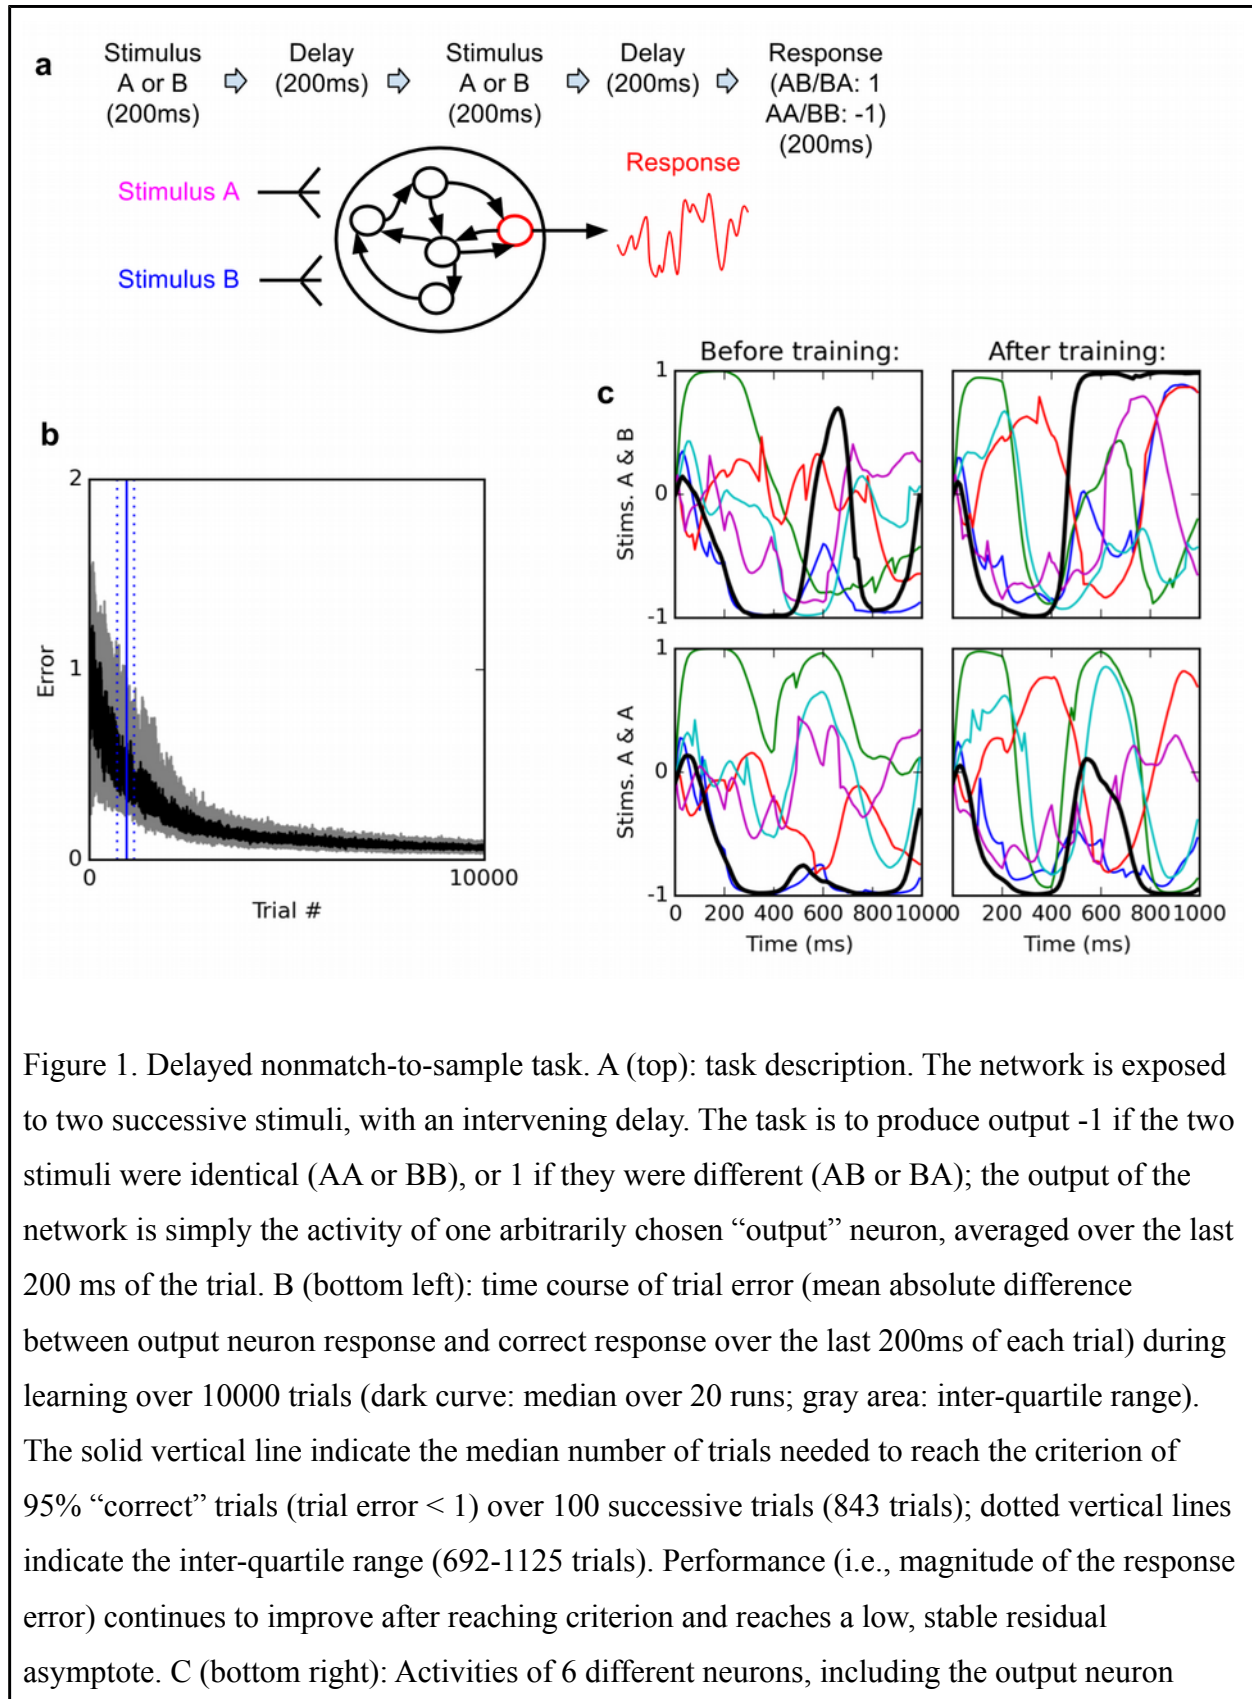 a
Stimulus
A or B
(200ms)
Delay
(200ms)
Stimulus
A or B
(200ms)
Delay
(200ms)
Response
(AB/BA: 1
AA/BB: -1)
(200ms)
Stimulus A
Stimulus B
Response
b
2
1
0
Error
0
10000
Trial #
c
Before training:
After training:
1
0
-1
Stims. A & B
1
0
-1
Stims. A & A
0 200 400 600 800 1000
Time (ms)
0 200 400 600 800 1000
Time (ms)
Figure 1. Delayed nonmatch-to-sample task. A (top): task description. The network is exposed
to two successive stimuli, with an intervening delay. The task is to produce output -1 if the two
stimuli were identical (AA or BB), or 1 if they were different (AB or BA); the output of the
network is simply the activity of one arbitrarily chosen “output” neuron, averaged over the last
200 ms of the trial. B (bottom left): time course of trial error (mean absolute difference
between output neuron response and correct response over the last 200ms of each trial) during
learning over 10000 trials (dark curve: median over 20 runs; gray area: inter-quartile range).
The solid vertical line indicate the median number of trials needed to reach the criterion of
95% “correct” trials (trial error < 1) over 100 successive trials (843 trials); dotted vertical lines
indicate the inter-quartile range (692-1125 trials). Performance (i.e., magnitude of the response
error) continues to improve after reaching criterion and reaches a low, stable residual
asymptote. C (bottom right): Activities of 6 different neurons, including the output neuron